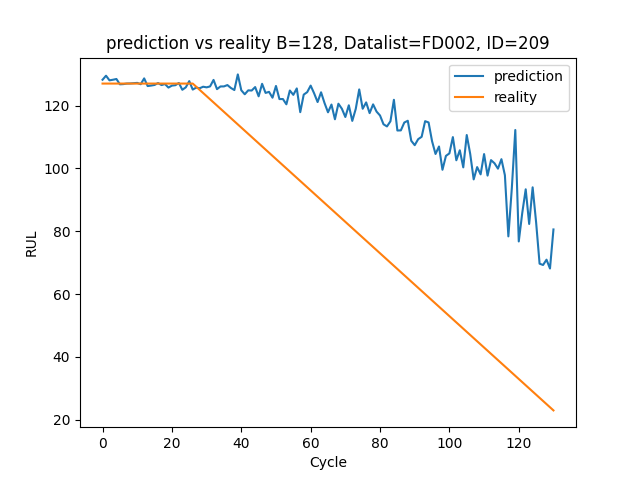 prediction vs reality B=128, Datalist=FD002, ID=209
prediction
reality
120
100
80
60
40
20
RUL
0 20 40 60 80 100 120
Cycle